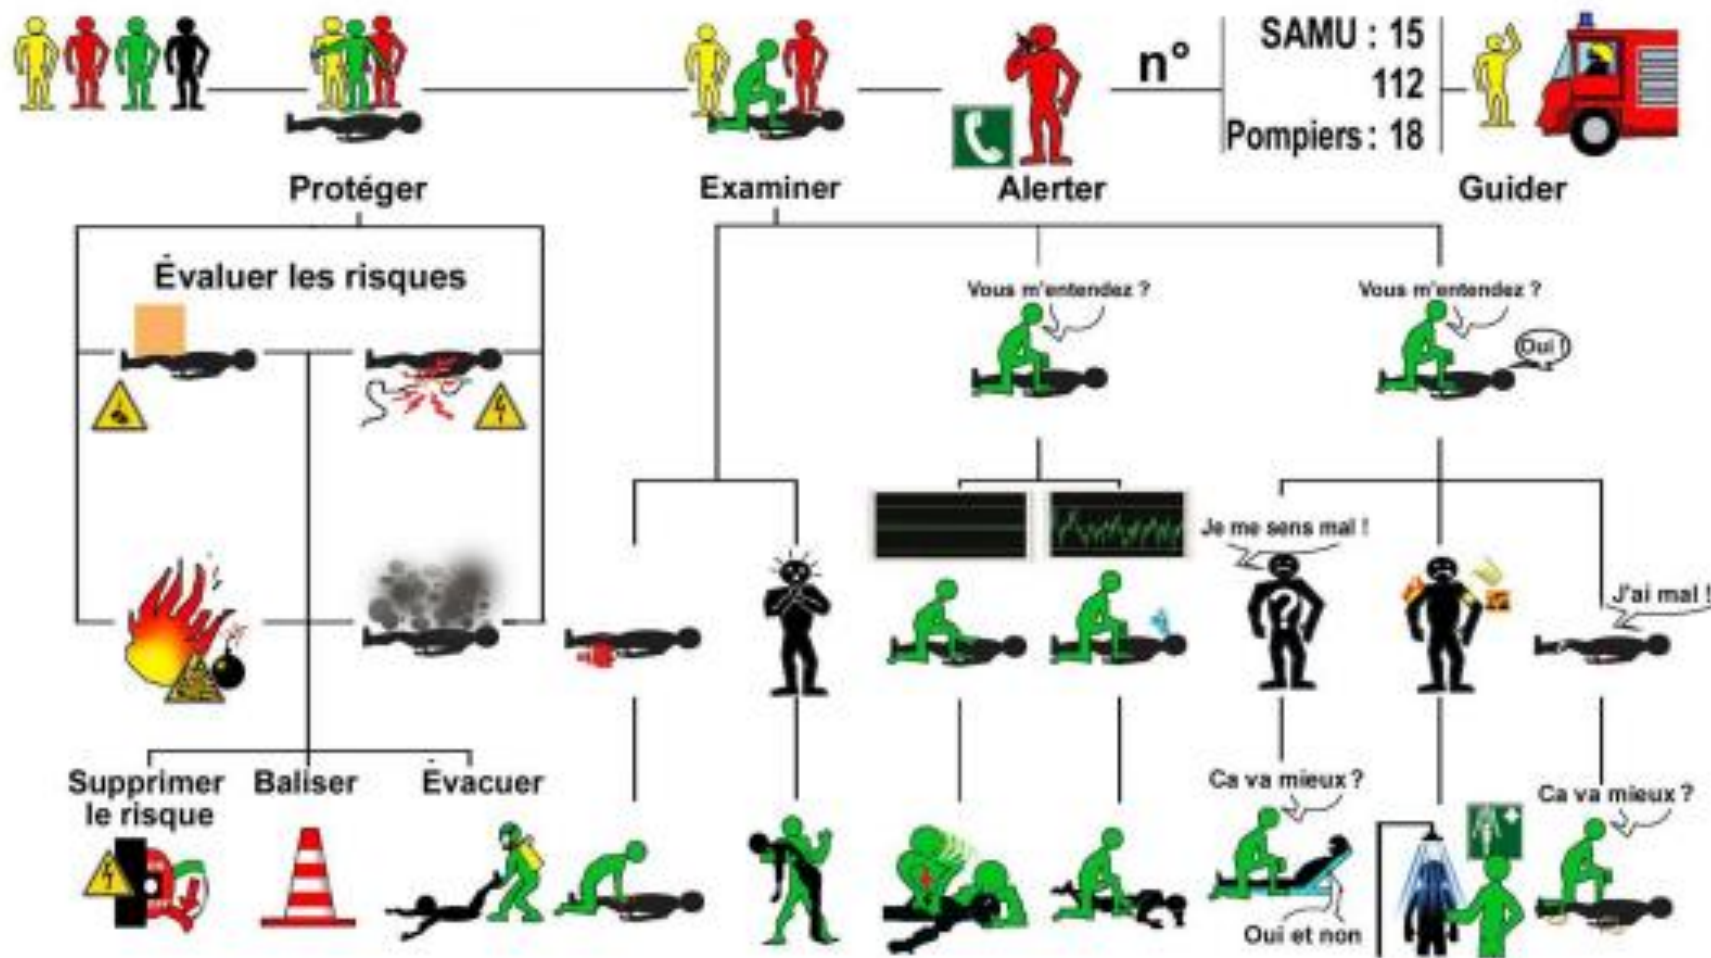 n°
SAMU : 15
112
Pompiers : 18
Protéger
Examiner
Alerter
Guider
Évaluer les risques
Vous m'entendez ?
Vous m'entendez ?
Oui !
Je me sens mal !
J'ai mal !
Supprimer
le risque
Baliser
Évacuer
Ca va mieux ?
Ca va mieux ?
Oui et non